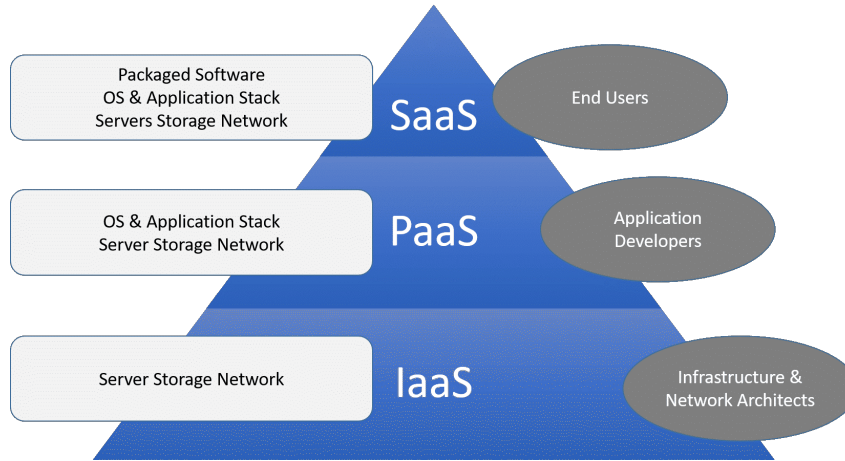 Packaged Software
OS & Application Stack
Servers Storage Network
SaaS
End Users
OS & Application Stack
Server Storage Network
PaaS
Application
Developers
Server Storage Network
IaaS
Infrastructure &
Network Architects